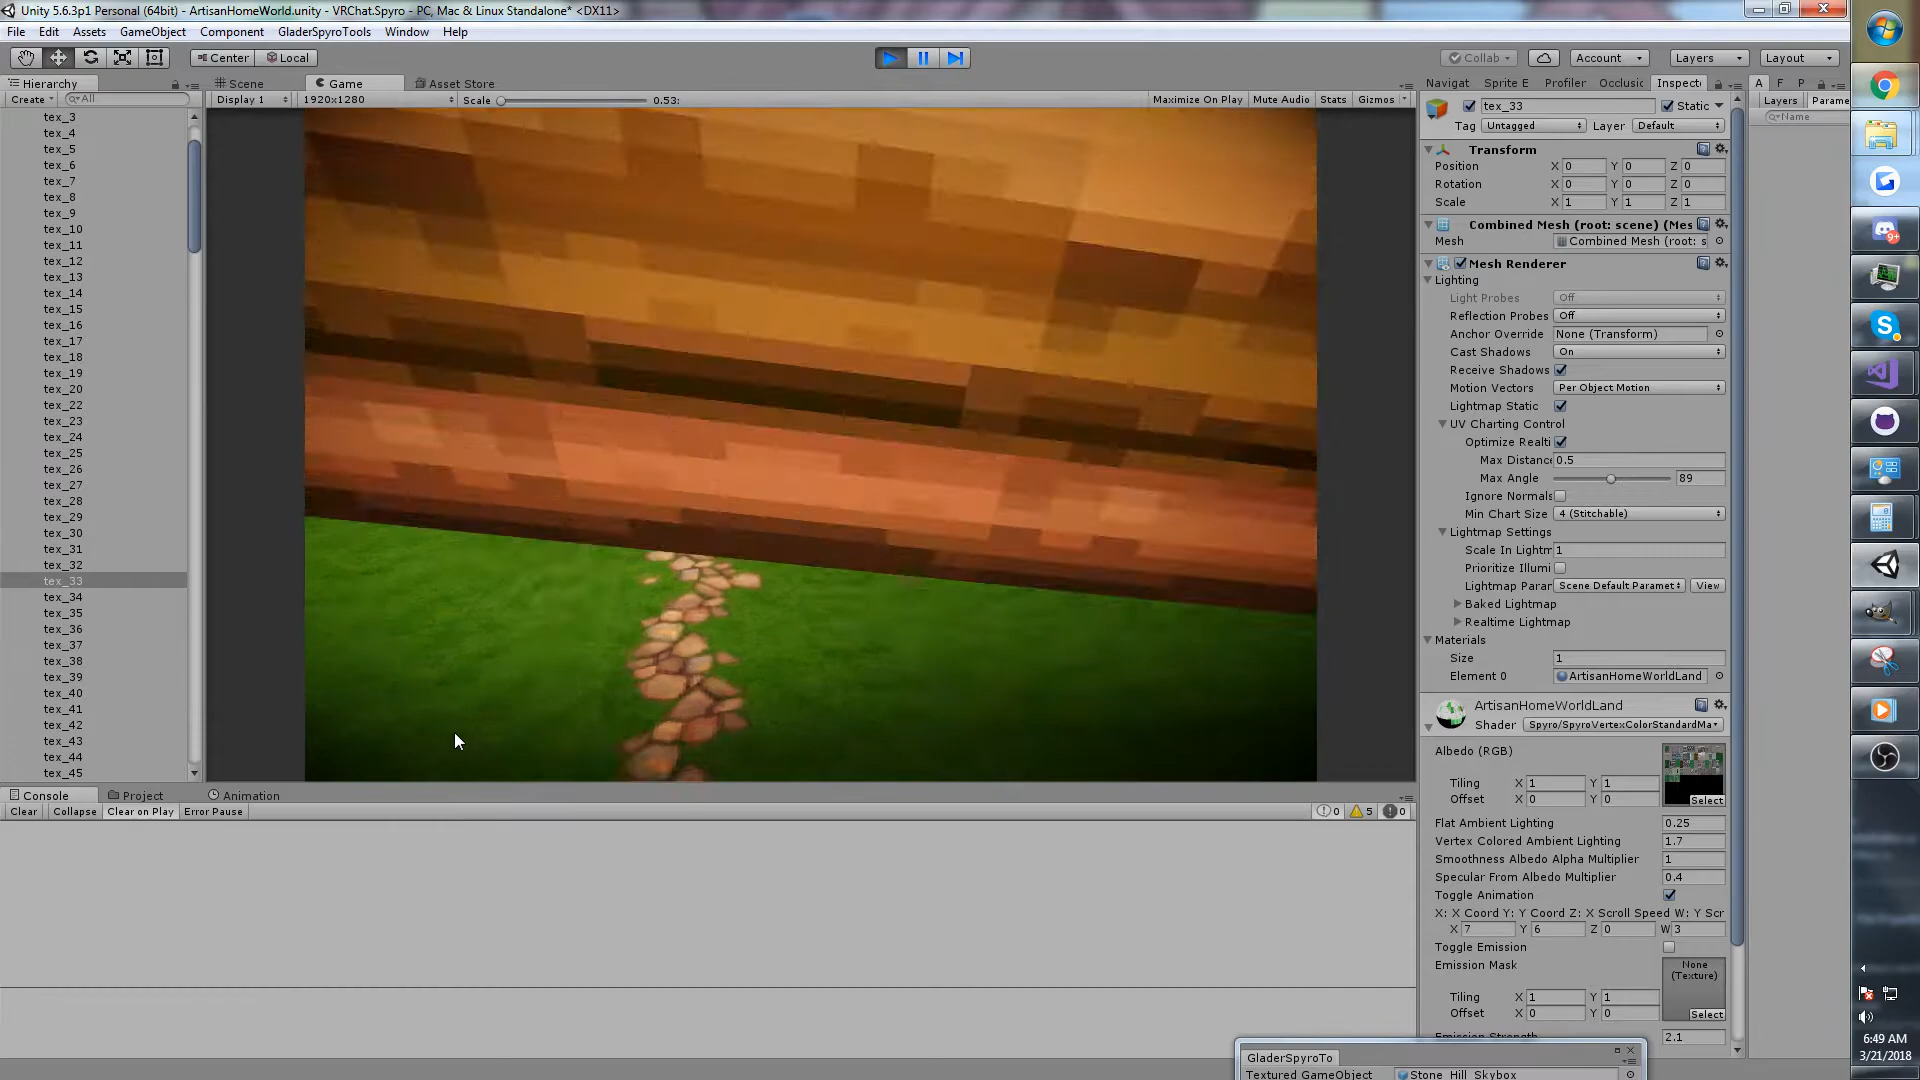 Unity 5.6.3p1 Personal (64bit) - ArtisanHomeWorld.unity - VRChat.Spyro - PC, Mac & Linux Standalone* <DX11>
File Edit Assets GameObject Component GladerSpyroTools Window Help
Center Local Collab Account Layers Layout
Hierarchy Scene Game Asset Store Navigat Sprite E Profiler Occlusic Inspecti A F P
Create All Display 1 1920x1280 Scale 0.53: Maximize On Play Mute Audio Stats Gizmos
tex_33 Static Layers Parame
Name
Tag Untagged Layer Default
tex_3
tex_4
tex_5
tex_6
tex_7
tex_8
tex_9
tex_10
tex_11
tex_12
tex_13
tex_14
tex_15
tex_16
tex_17
tex_18
tex_19
tex_20
tex_22
tex_23
tex_24
tex_25
tex_26
tex_27
tex_28
tex_29
tex_30
tex_31
tex_32
tex_33
tex_34
tex_35
tex_36
tex_37
tex_38
tex_39
tex_40
tex_41
tex_42
tex_43
tex_44
tex_45
Transform
Position X 0 Y 0 Z 0
Rotation X 0 Y 0 Z 0
Scale X 1 Y 1 Z 1
Combined Mesh (root: scene) (Mes
Mesh Combined Mesh (root: s
Mesh Renderer
Lighting
Light Probes Off
Reflection Probes Off
Anchor Override None (Transform)
Cast Shadows On
Receive Shadows
Motion Vectors Per Object Motion
Lightmap Static
UV Charting Control
Optimize Realti
Max Distanc 0.5
Max Angle 89
Ignore Normals
Min Chart Size 4 (Stitchable)
Lightmap Settings
Scale In Lightm 1
Prioritize Illumi
Lightmap Parar Scene Default Paramet View
Baked Lightmap
Realtime Lightmap
Materials
Size 1
Element 0 ArtisanHomeWorldLand
ArtisanHomeWorldLand
Shader Spyro/SpyroVertexColorStandardMa
Albedo (RGB)
Tiling X 1 Y 1
Offset X 0 Y 0
Select
Flat Ambient Lighting 0.25
Vertex Colored Ambient Lighting 1.7
Smoothness Albedo Alpha Multiplier 1
Specular From Albedo Multiplier 0.4
Toggle Animation
X: X Coord Y: Y Coord Z: X Scroll Speed W: Y Scr
X 7 Y 6 Z 0 W 3
Toggle Emission
Emission Mask
None
(Texture)
Tiling X 1 Y 1
Offset X 0 Y 0
Select
Emission Strength 2.1
Console Project Animation
Clear Collapse Clear on Play Error Pause 0 5 0
GladerSpyroTo
Textured GameObject Stone_Hill_Skybox
9+
6:49 AM
3/21/2018